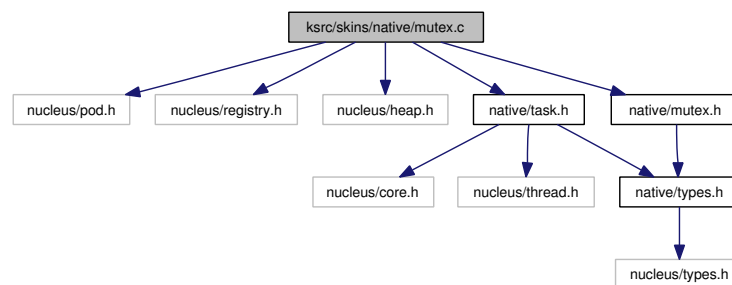 ksrc/skins/native/mutex.c
nucleus/pod.h
nucleus/registry.h
nucleus/heap.h
native/task.h
native/mutex.h
nucleus/core.h
nucleus/thread.h
native/types.h
nucleus/types.h